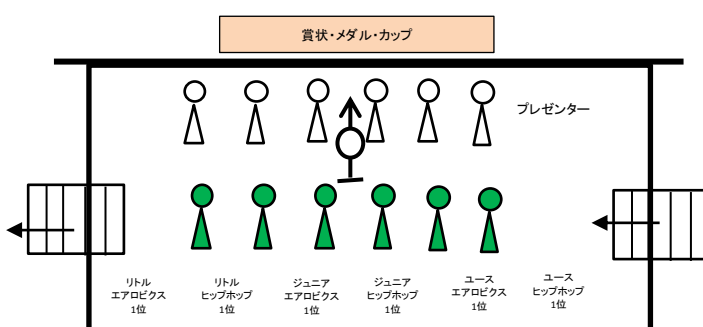 賞状・メダル・カップ
プレゼンター
リトル
エアロビクス
1位
リトル
ヒップホップ
1位
ジュニア
エアロビクス
1位
ジュニア
ヒップホップ
1位
ユース
エアロビクス
1位
ユース
ヒップホップ
1位